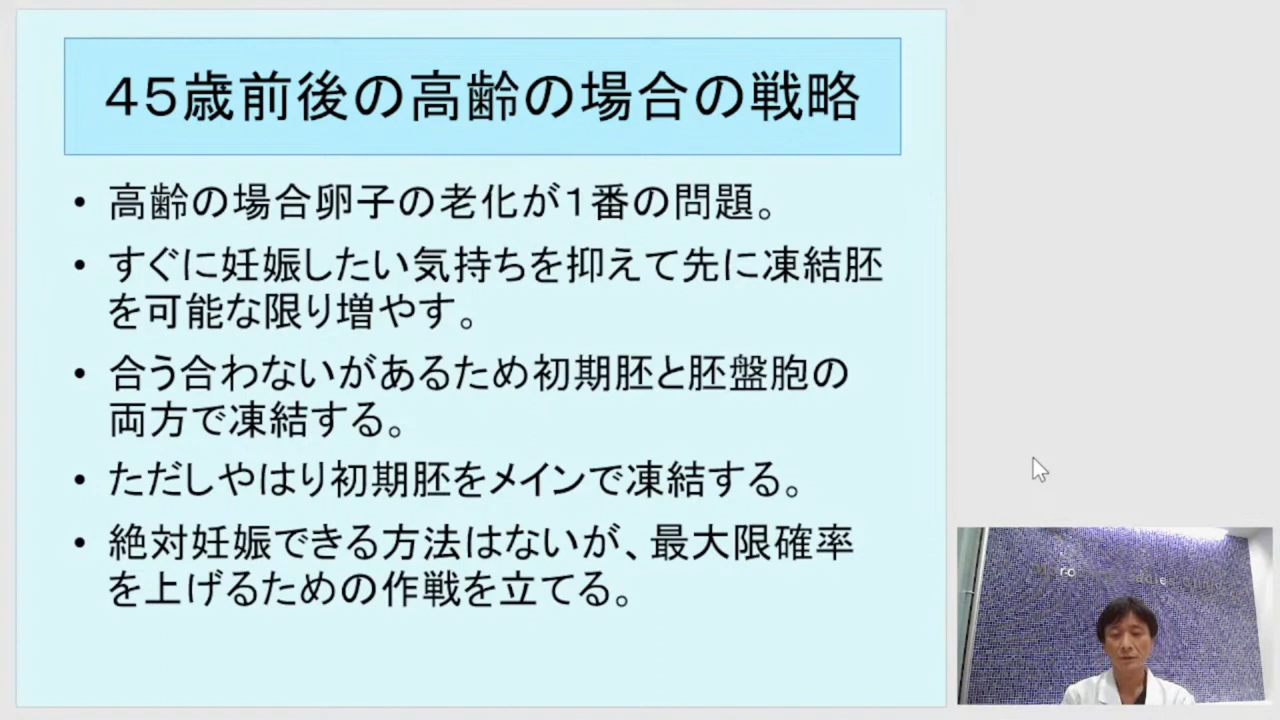 ４５歳前後の高齢の場合の戦略
• 高齢の場合卵子の老化が１番の問題。
• すぐに妊娠したい気持ちを抑えて先に凍結胚
を可能な限り増やす。
• 合う合わないがあるため初期胚と胚盤胞の
両方で凍結する。
• ただしやはり初期胚をメインで凍結する。
• 絶対妊娠できる方法はないが、最大限確率
を上げるための作戦を立てる。